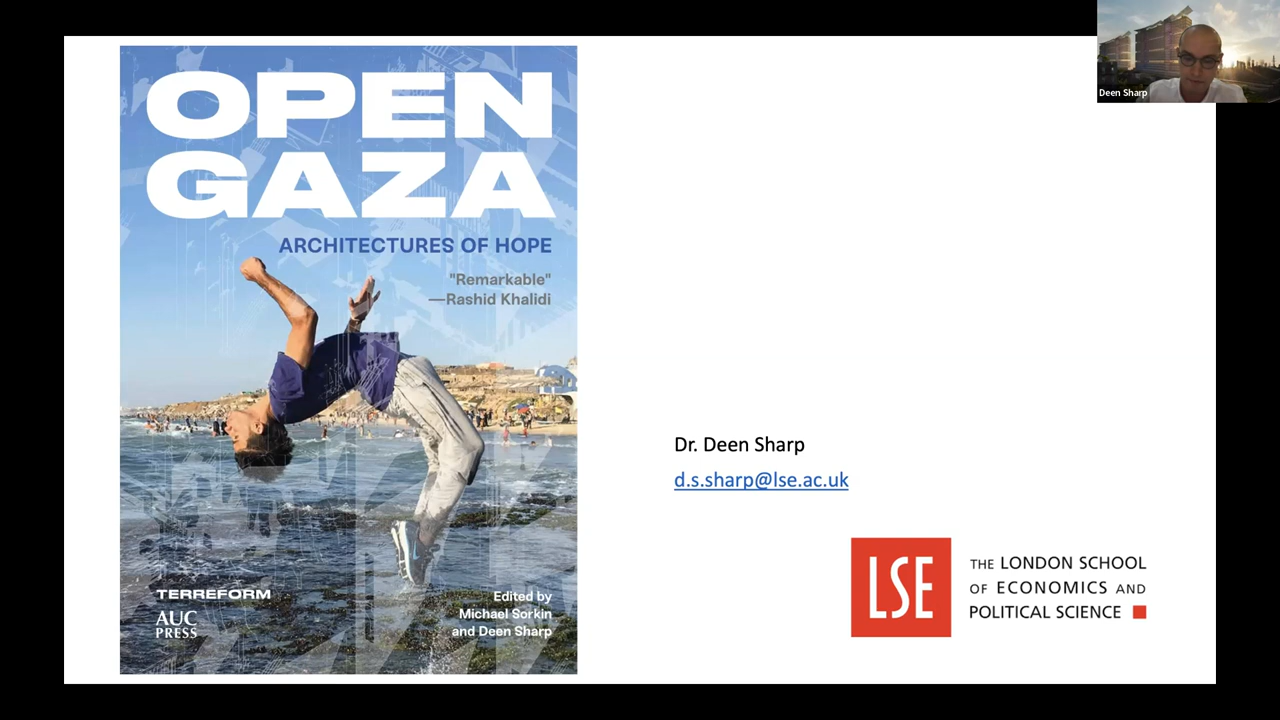 OPEN
GAZA
ARCHITECTURES OF HOPE
"Remarkable"
—Rashid Khalidi
TERREFORM
AUC
PRESS
Edited by
Michael Sorkin
and Deen Sharp
Deen Sharp
Dr. Deen Sharp
d.s.sharp@lse.ac.uk
LSE
THE LONDON SCHOOL
OF ECONOMICS AND
POLITICAL SCIENCE